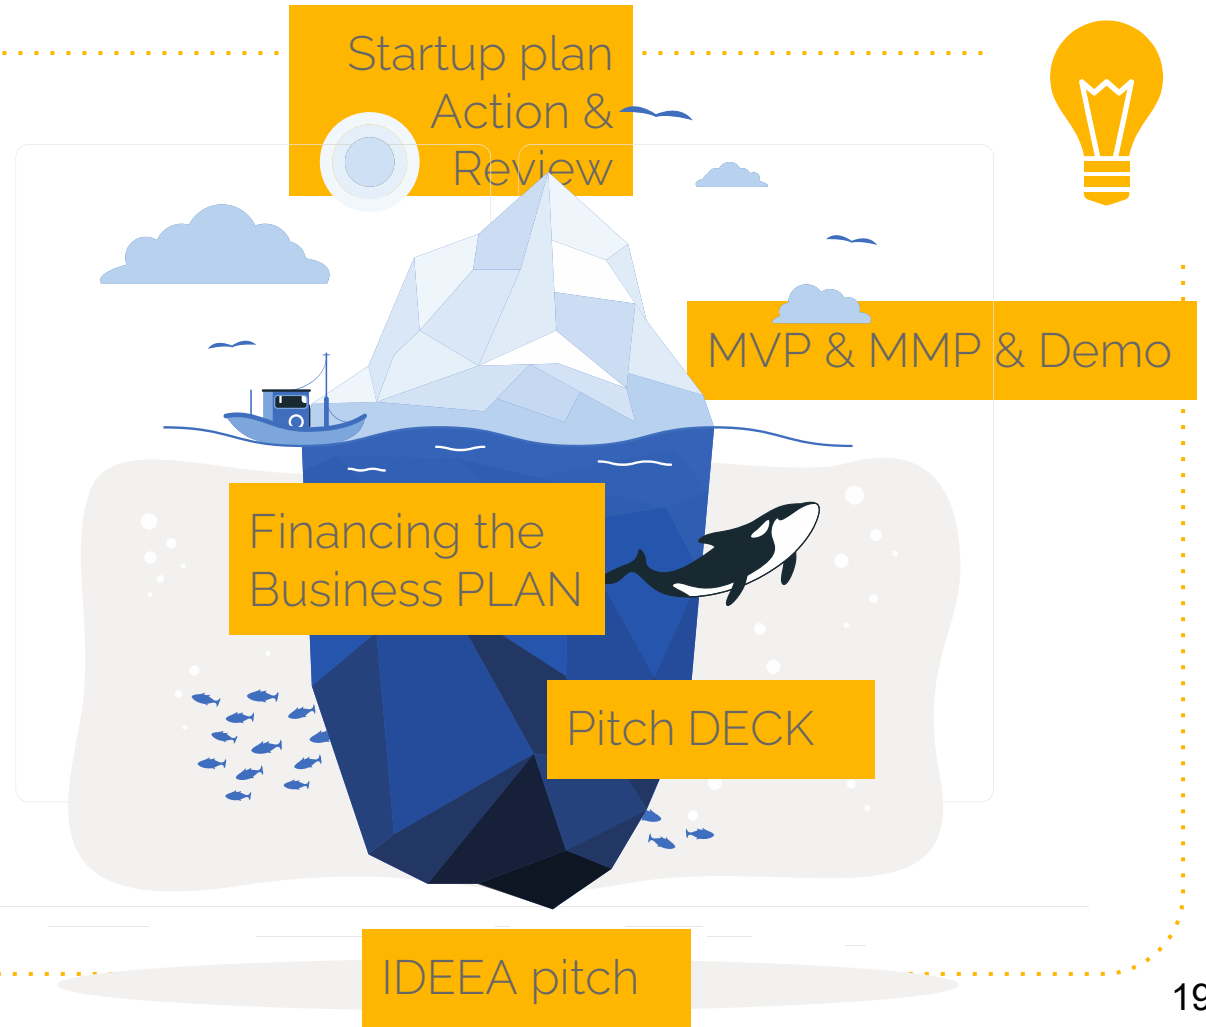 Startup plan
Action &
Review
MVP & MMP & Demo
Financing the
Business PLAN
Pitch DECK
IDEEA pitch
19